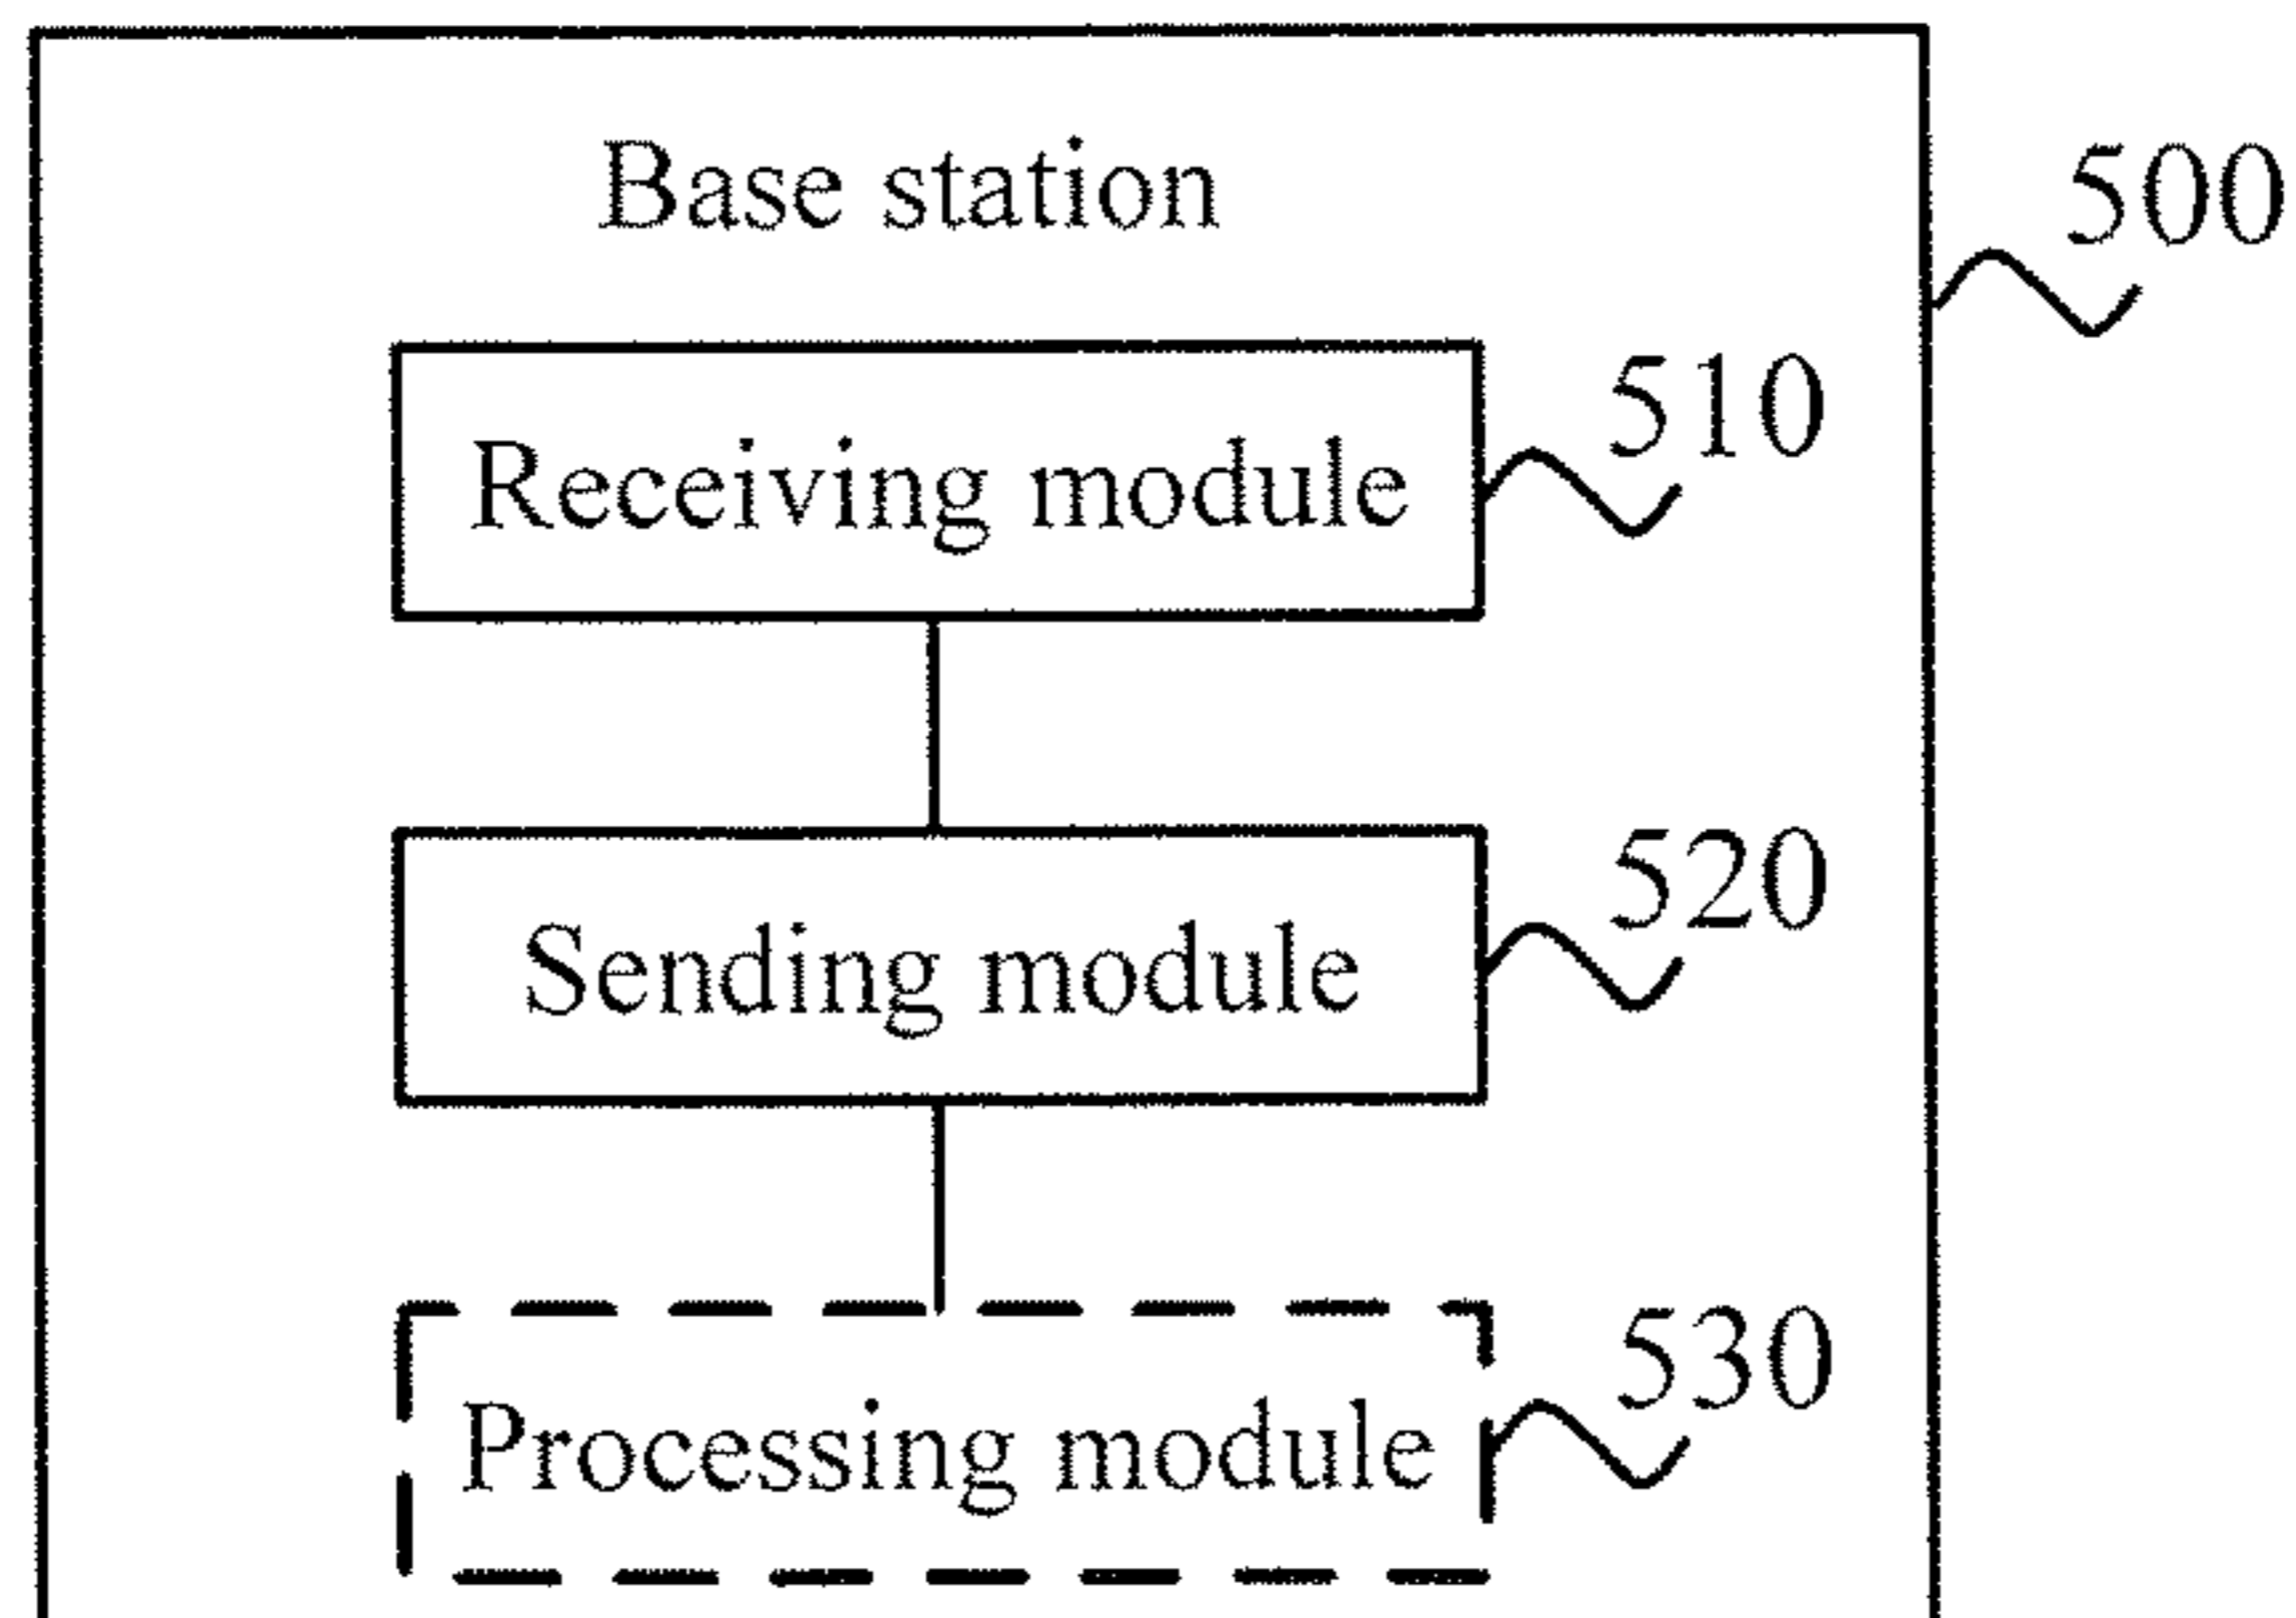 Base station
500
Receiving module
510
Sending module
520
Processing module
530